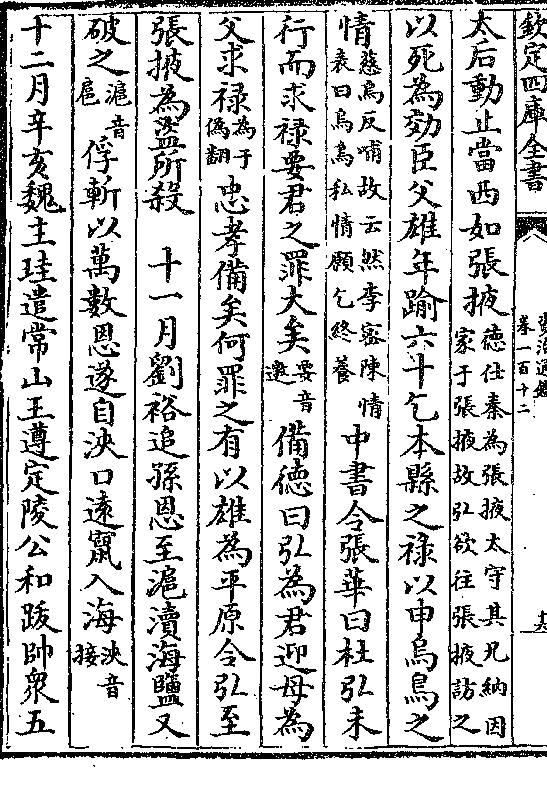 欽定四庫全書
資治通鑑
卷一百十二
太后動止當西如張掖德仕秦為張掖太守其兄納因家于張掖故弘欲往張掖訪之
以死為効臣父雄年踰六十乞本縣之祿以申烏鳥之
情慈烏反哺故云然李密陳情表曰烏鳥私情願乞終養中書令張華曰杜弘未
行而求禄要君之罪大矣要音邀備德曰弘為君迎母為
父求禄為于偽翻忠孝備矣何罪之有以雄為平原令弘至
張掖為盜所殺 十一月劉裕追孫恩至滬瀆海鹽又
破之滬音扈俘斬以萬數恩遂自浹口遠竄入海浹音接
十二月辛亥魏主珪遣常山王遵定陵公和跋帥衆五